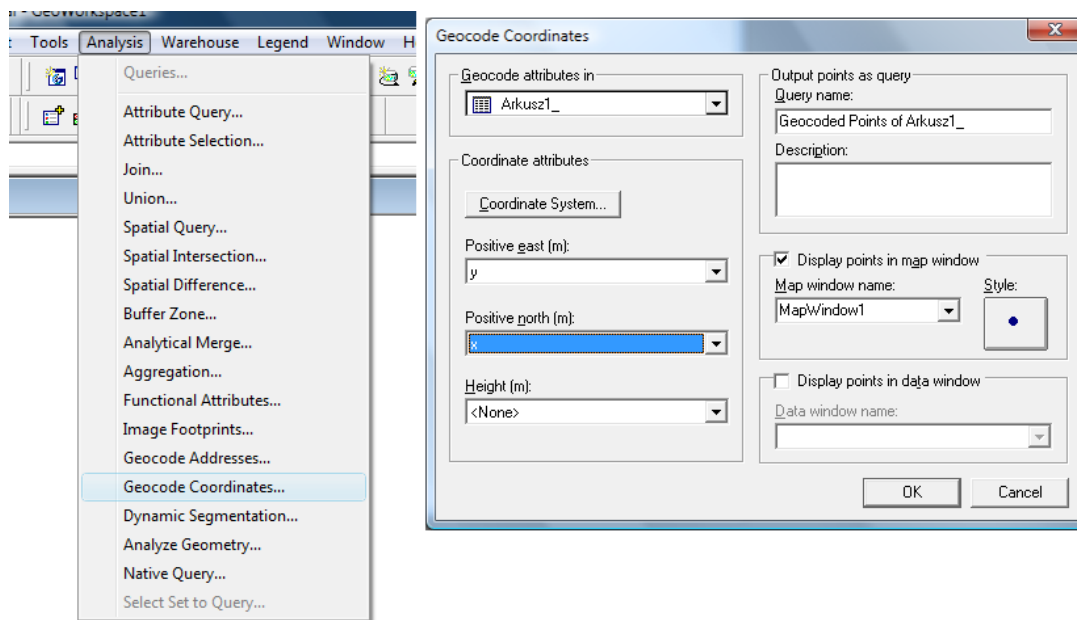 - GeoWorkspace1
Tools Analysis Warehouse Legend Window H
Queries...
Attribute Query...
Attribute Selection...
Join...
Union...
Spatial Query...
Spatial Intersection...
Spatial Difference...
Buffer Zone...
Analytical Merge...
Aggregation...
Functional Attributes...
Image Footprints...
Geocode Addresses...
Geocode Coordinates...
Dynamic Segmentation...
Analyze Geometry...
Native Query...
Select Set to Query...
Geocode Coordinates
Geocode attributes in
Arkusz1_
Coordinate attributes
Coordinate System...
Positive east (m):
y
Positive north (m):
x
Height (m):
<None>
Output points as query
Query name:
Geocoded Points of Arkusz1_
Description:
Display points in map window
Map window name: Style:
MapWindow1
Display points in data window
Data window name:
OK Cancel